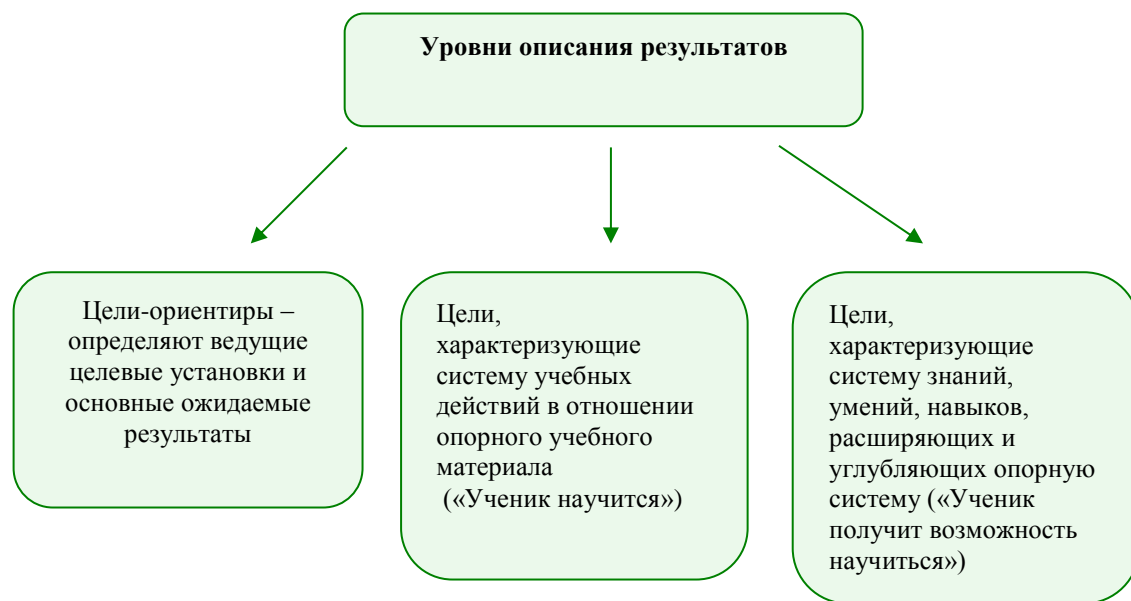 Уровни описания результатов
Цели-ориентиры –
определяют ведущие
целевые установки и
основные ожидаемые
результаты
Цели,
характеризующие
систему учебных
действий в отношении
опорного учебного
материала
(«Ученик научится»)
Цели,
характеризующие
систему знаний,
умений, навыков,
расширяющих и
углубляющих опорную
систему («Ученик
получит возможность
научиться»)